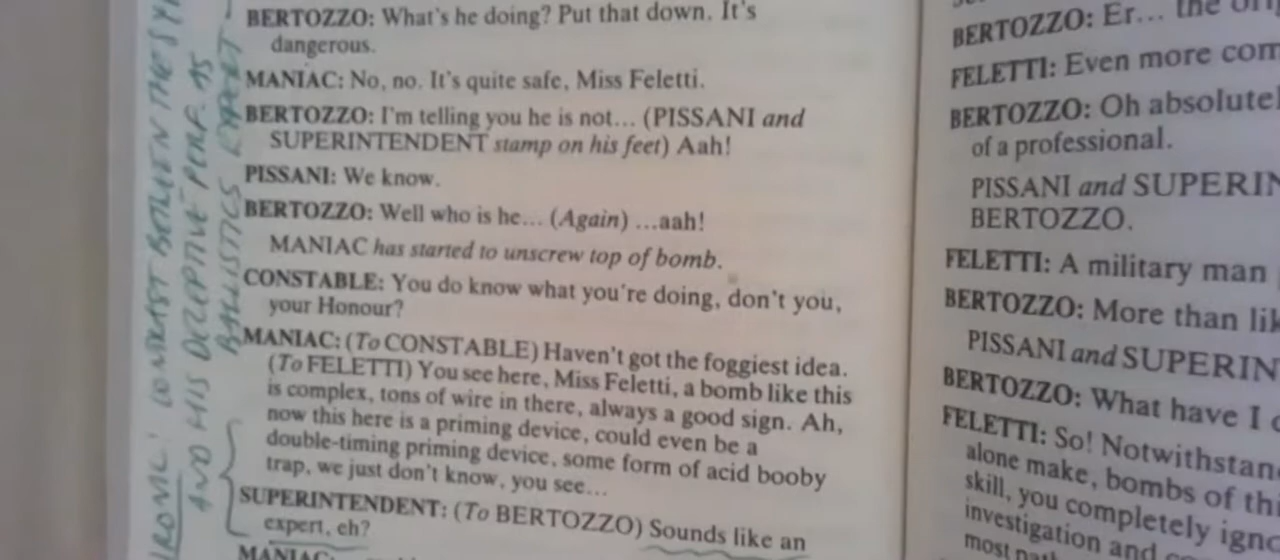 BERTOZZO: What's he doing? Put that down. It's
dangerous.
MANIAC: No, no. It's quite safe, Miss Feletti.
BERTOZZO: I'm telling you he is not... (PISSANI and
SUPERINTENDENT stamp on his feet) Aah!
PISSANI: We know.
BERTOZZO: Well who is he... (Again) ...aah!
MANIAC has started to unscrew top of bomb.
CONSTABLE: You do know what you're doing, don't you,
your Honour?
MANIAC: (To CONSTABLE) Haven't got the foggiest idea.
(To FELETTI) You see here, Miss Feletti, a bomb like this
is complex, tons of wire in there, always a good sign. Ah,
now this here is a priming device, could even be a
double-timing priming device, some form of acid booby
trap, we just don't know, you see...
SUPERINTENDENT: (To BERTOZZO) Sounds like an
expert, eh?
MANIAC:
BERTOZZO: Er... the
FELETTI: Even more com
BERTOZZO: Oh absolutel
of a professional.
PISSANI and SUPERIN
BERTOZZO.
FELETTI: A military man
BERTOZZO: More than lik
PISSANI and SUPERIN
BERTOZZO: What have I
FELETTI: So! Notwithstan
alone make, bombs of thi
skill, you completely igno
investigation and
most
CONTRAST BETWEEN THE
AND HIS DECEPTIVE PERF. AS
BALLISTICS EXPERT